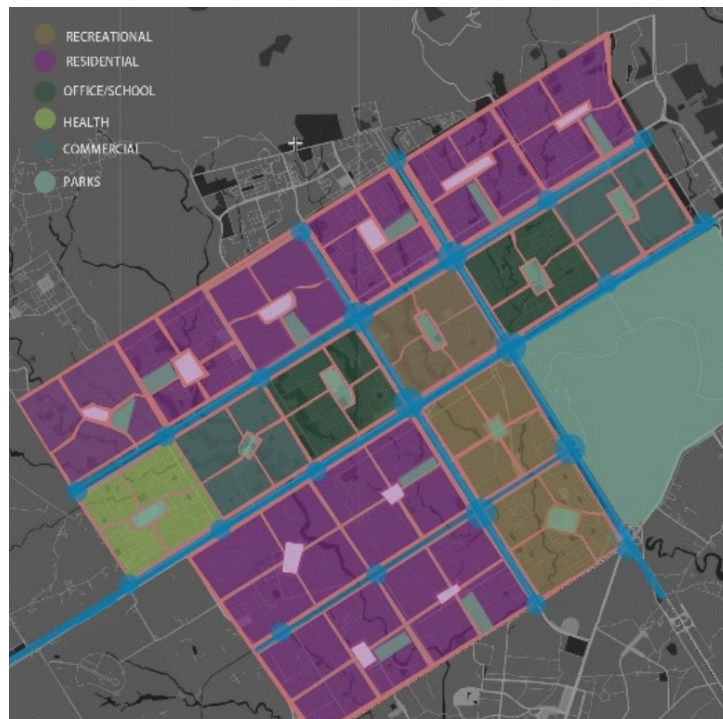 RECREATIONAL
RESIDENTIAL
OFFICE/SCHOOL
HEALTH
COMMERCIAL
PARKS